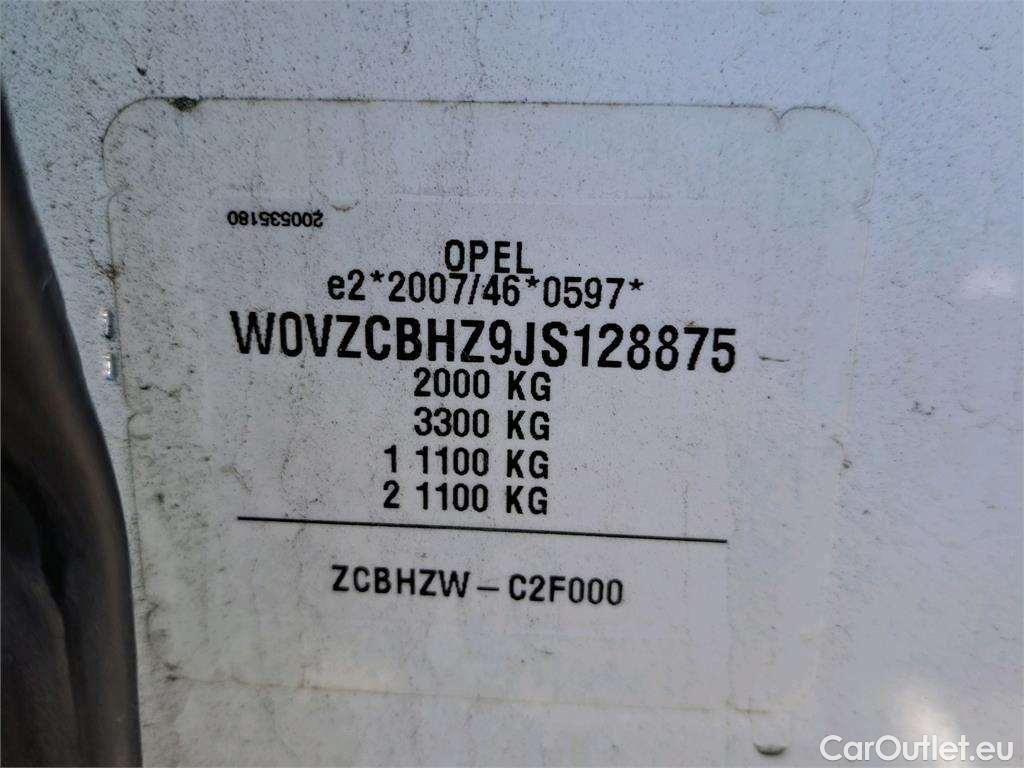 200535180
OPEL
e2*2007/46*0597*
W0VZCBHZ9JS128875
2000 KG
3300 KG
1 1100 KG
2 1100 KG
ZCBHZW – C2F000
CarOutlet.eu